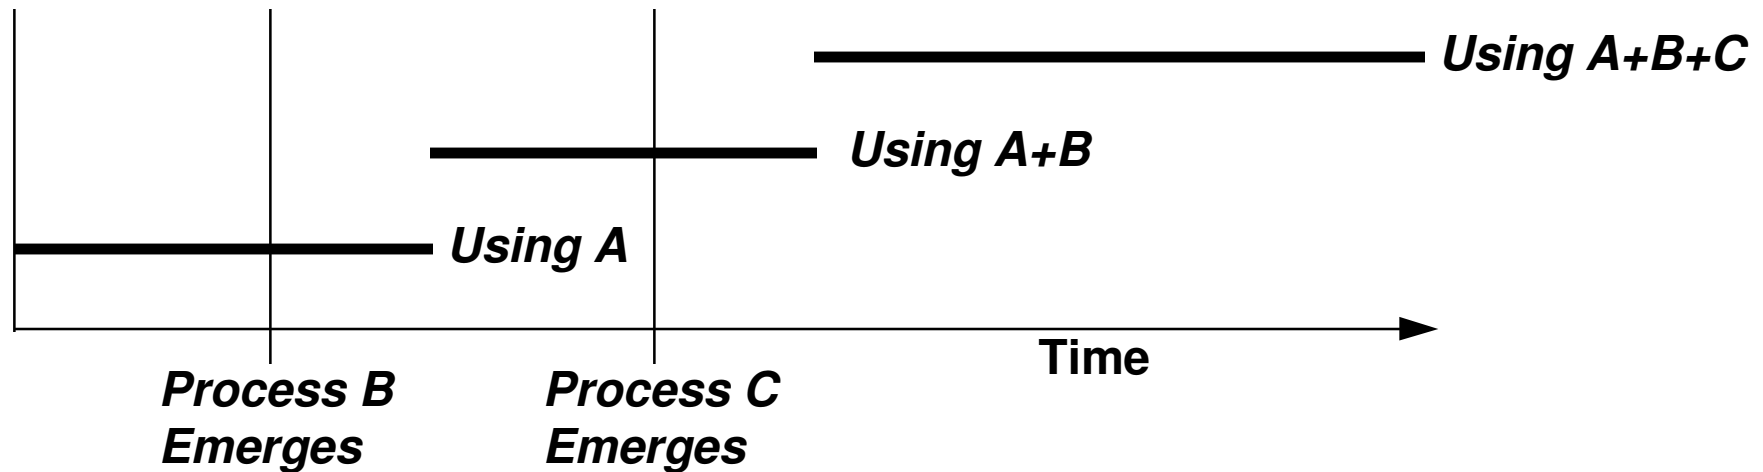 Using A+B+C
Using A+B
Using A
Time
Process B
Emerges
Process C
Emerges